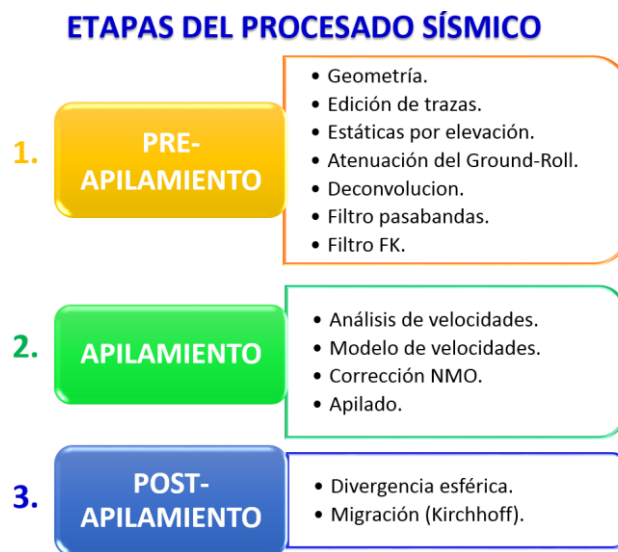 ETAPAS DEL PROCESADO SÍSMICO
1.
PRE-
APILAMIENTO
• Geometría.
• Edición de trazas.
• Estáticas por elevación.
• Atenuación del Ground-Roll.
• Deconvolucion.
• Filtro pasabandas.
• Filtro FK.
2.
APILAMIENTO
• Análisis de velocidades.
• Modelo de velocidades.
• Corrección NMO.
• Apilado.
3.
POST-
APILAMIENTO
• Divergencia esférica.
• Migración (Kirchhoff).